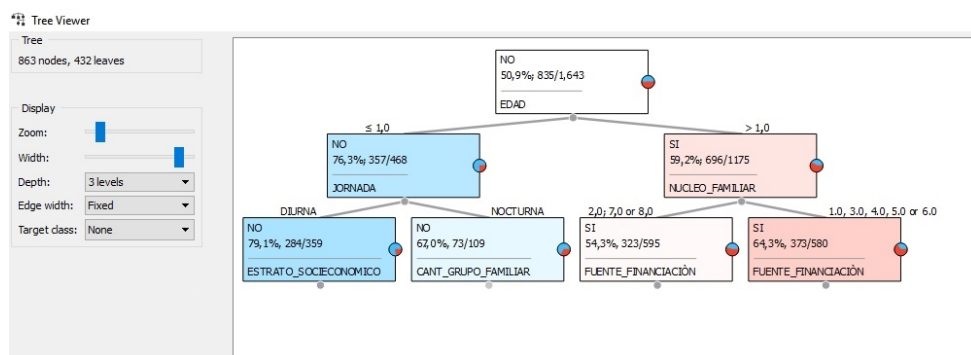 Tree Viewer
Tree
863 nodes, 432 leaves
Display
Zoom:
Width:
Depth: 3 levels
Edge width: Fixed
Target class: None
NO
50,9%; 835/1,643
EDAD
≤ 1,0
> 1,0
NO
76,3%; 357/468
JORNADA
SI
59,2%; 696/1175
NUCLEO_FAMILIAR
DIURNA
NOCTURNA
2,0; 7,0 or 8,0
1.0, 3.0, 4.0, 5.0 or 6.0
NO
79,1%, 284/359
ESTRATO_SOCIECONOMICO
NO
67,0%, 73/109
CANT_GRUPO_FAMILIAR
SI
54,3%, 323/595
FUENTE_FINANCIACIÒN
SI
64,3%, 373/580
FUENTE_FINANCIACIÒN